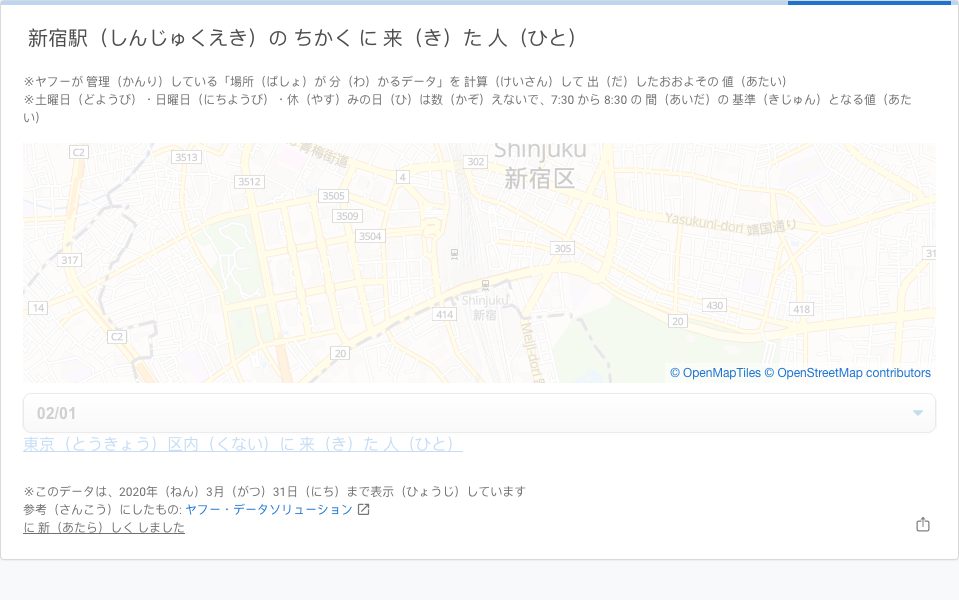 新宿駅（しんじゅくえき）の ちかく に 来（き）た 人（ひと）
※ヤフーが 管理（かんり）している「場所（ばしょ）が 分（わ）かるデータ」を 計算（けいさん）して 出（だ）したおおよその 値（あたい）
※土曜日（どようび）・日曜日（にちようび）・休（やす）みの日（ひ）は数（かぞ）えないで、7:30 から 8:30 の 間（あいだ）の 基準（きじゅん）となる値（あた
い）
Shinjuku
新宿区
C2
3513
青梅街道
302
4
3512
3505
3509
3504
Yasukuni-dori 靖国通り
305
31
317
14
Shinjuku
新宿
414
430
418
20
C2
20
Meiji-dori
© OpenMapTiles © OpenStreetMap contributors
02/01
東京（とうきょう）区内（くない）に 来（き）た 人（ひと）
※このデータは、2020年（ねん）3月（がつ）31日（にち）まで表示（ひょうじ）しています
参考（さんこう）にしたもの: ヤフー・データソリューション
に 新（あたら）しく しました